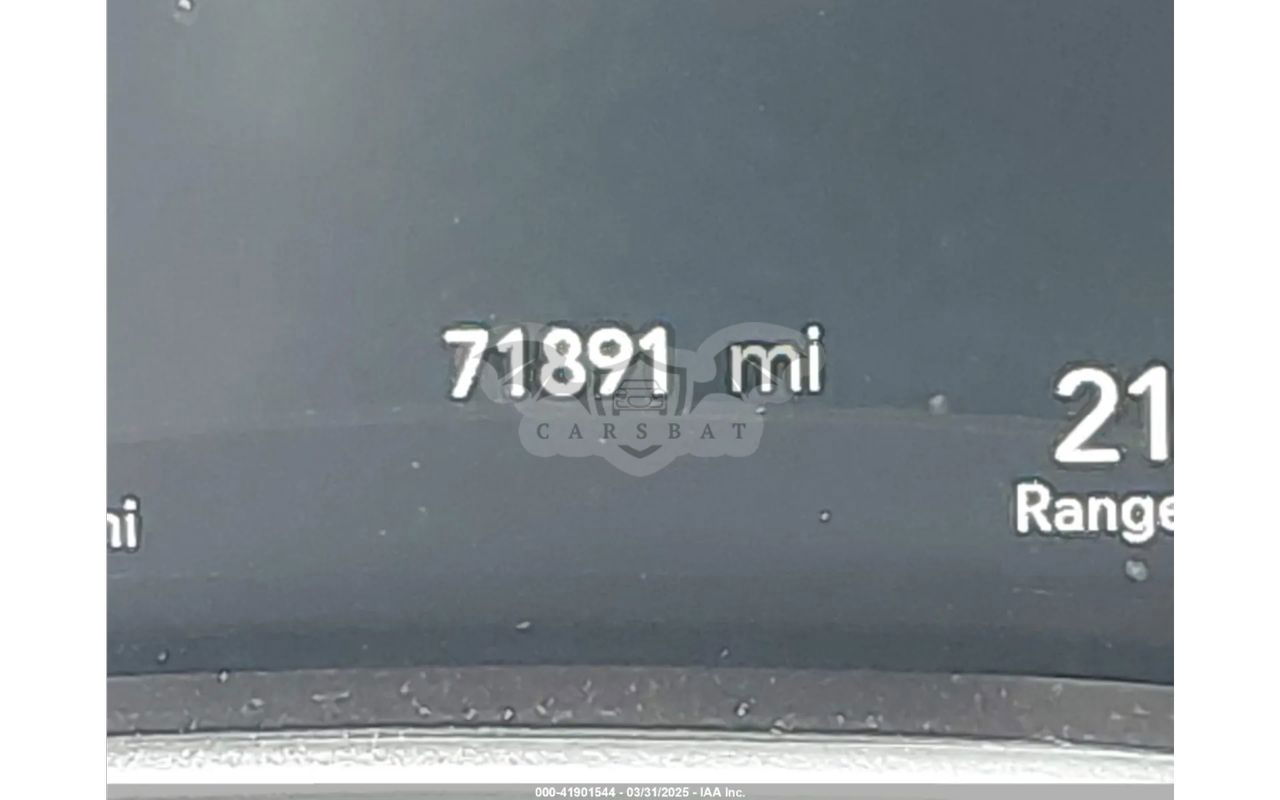 71891 mi
CARSBAT
21
Range
mi
000-41901544 - 03/31/2025 - IAA Inc.